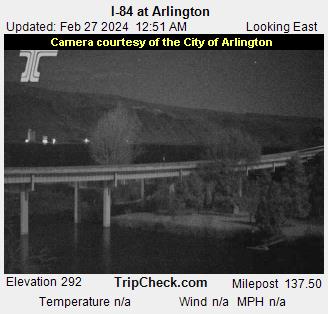 I-84 at Arlington
Updated: Feb 27 2024 12:51 AM Looking East
Camera courtesy of the City of Arlington
Elevation 292 TripCheck.com Milepost 137.50
Temperature n/a Wind n/a MPH n/a